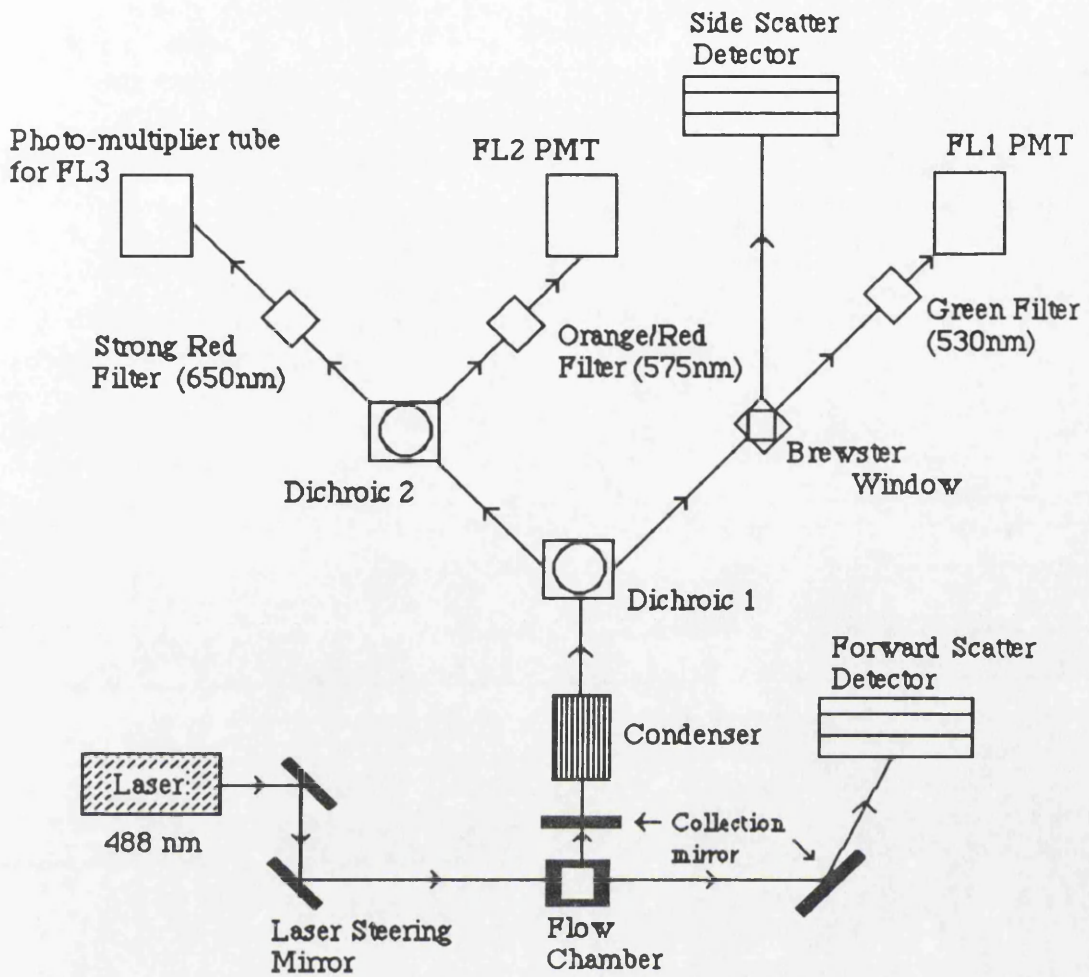 Side Scatter
Detector
Photo-multiplier tube
for FL3
FL2 PMT
FL1 PMT
Strong Red
Filter (650nm)
Orange/Red
Filter (575nm)
Green Filter
(530nm)
Brewster
Window
Dichroic 2
Dichroic 1
Forward Scatter
Detector
Condenser
Laser
488 nm
Collection
mirror
Laser Steering
Mirror
Flow
Chamber